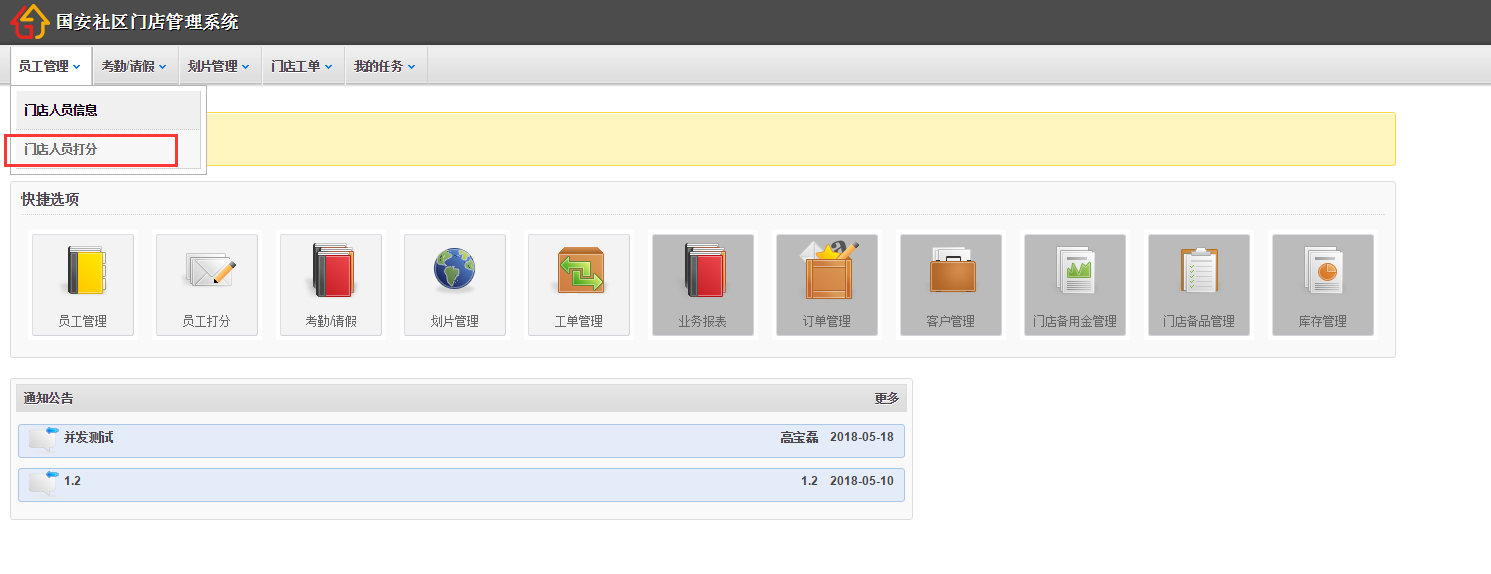 国安社区门店管理系统
员工管理 考勤/请假 划片管理 门店工单 我的任务
门店人员信息
门店人员打分
快捷选项
员工管理 员工打分 考勤/请假 划片管理 工单管理 业务报表 订单管理 客户管理 门店备用金管理 门店备品管理 库存管理
通知公告 更多
并发测试 高宝磊 2018-05-18
1.2 1.2 2018-05-10